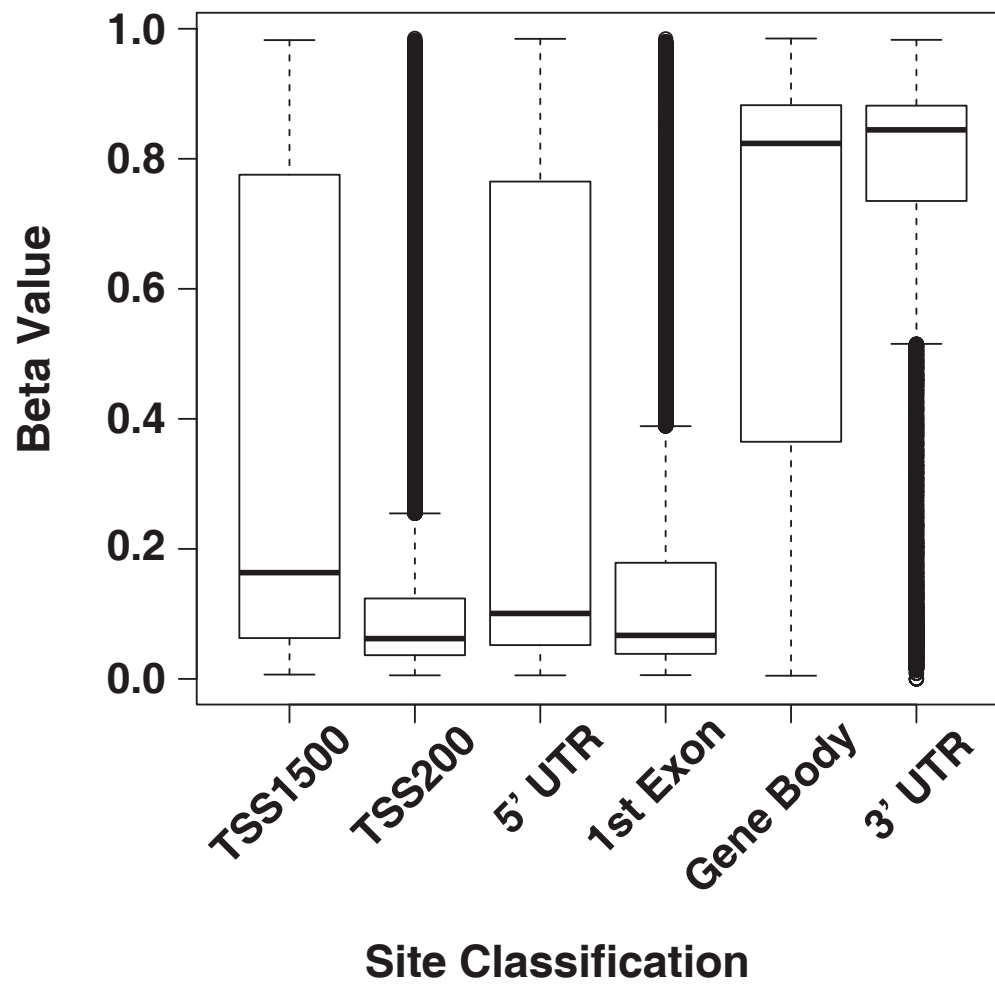 Beta Value
1.0
0.8
0.6
0.4
0.2
0.0
TSS1500
TSS200
5’ UTR
1st Exon
Gene Body
3’ UTR
Site Classification